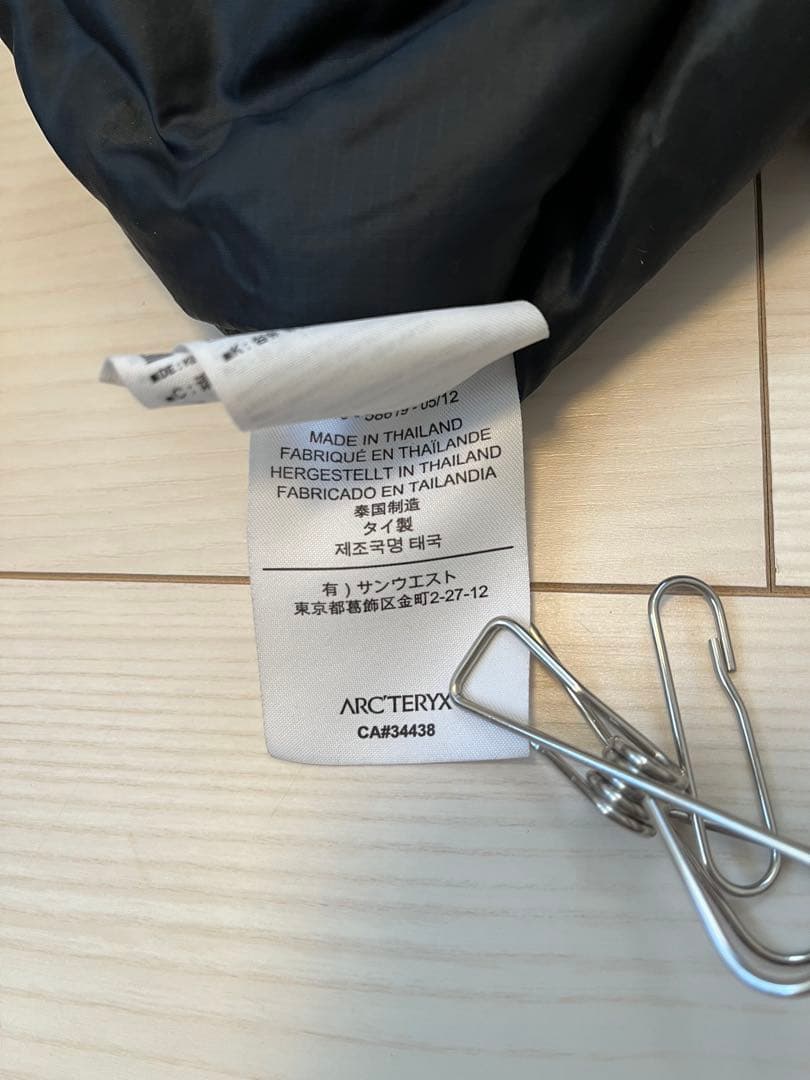 MADE IN THAILAND
FABRIQUÉ EN THAÏLANDE
HERGESTELLT IN THAILAND
FABRICADO EN TAILANDIA
泰国制造
タイ製
제조국명 태국
有 ) サンウエスト
東京都葛飾区金町2-27-12
ARC'TERYX
CA#34438